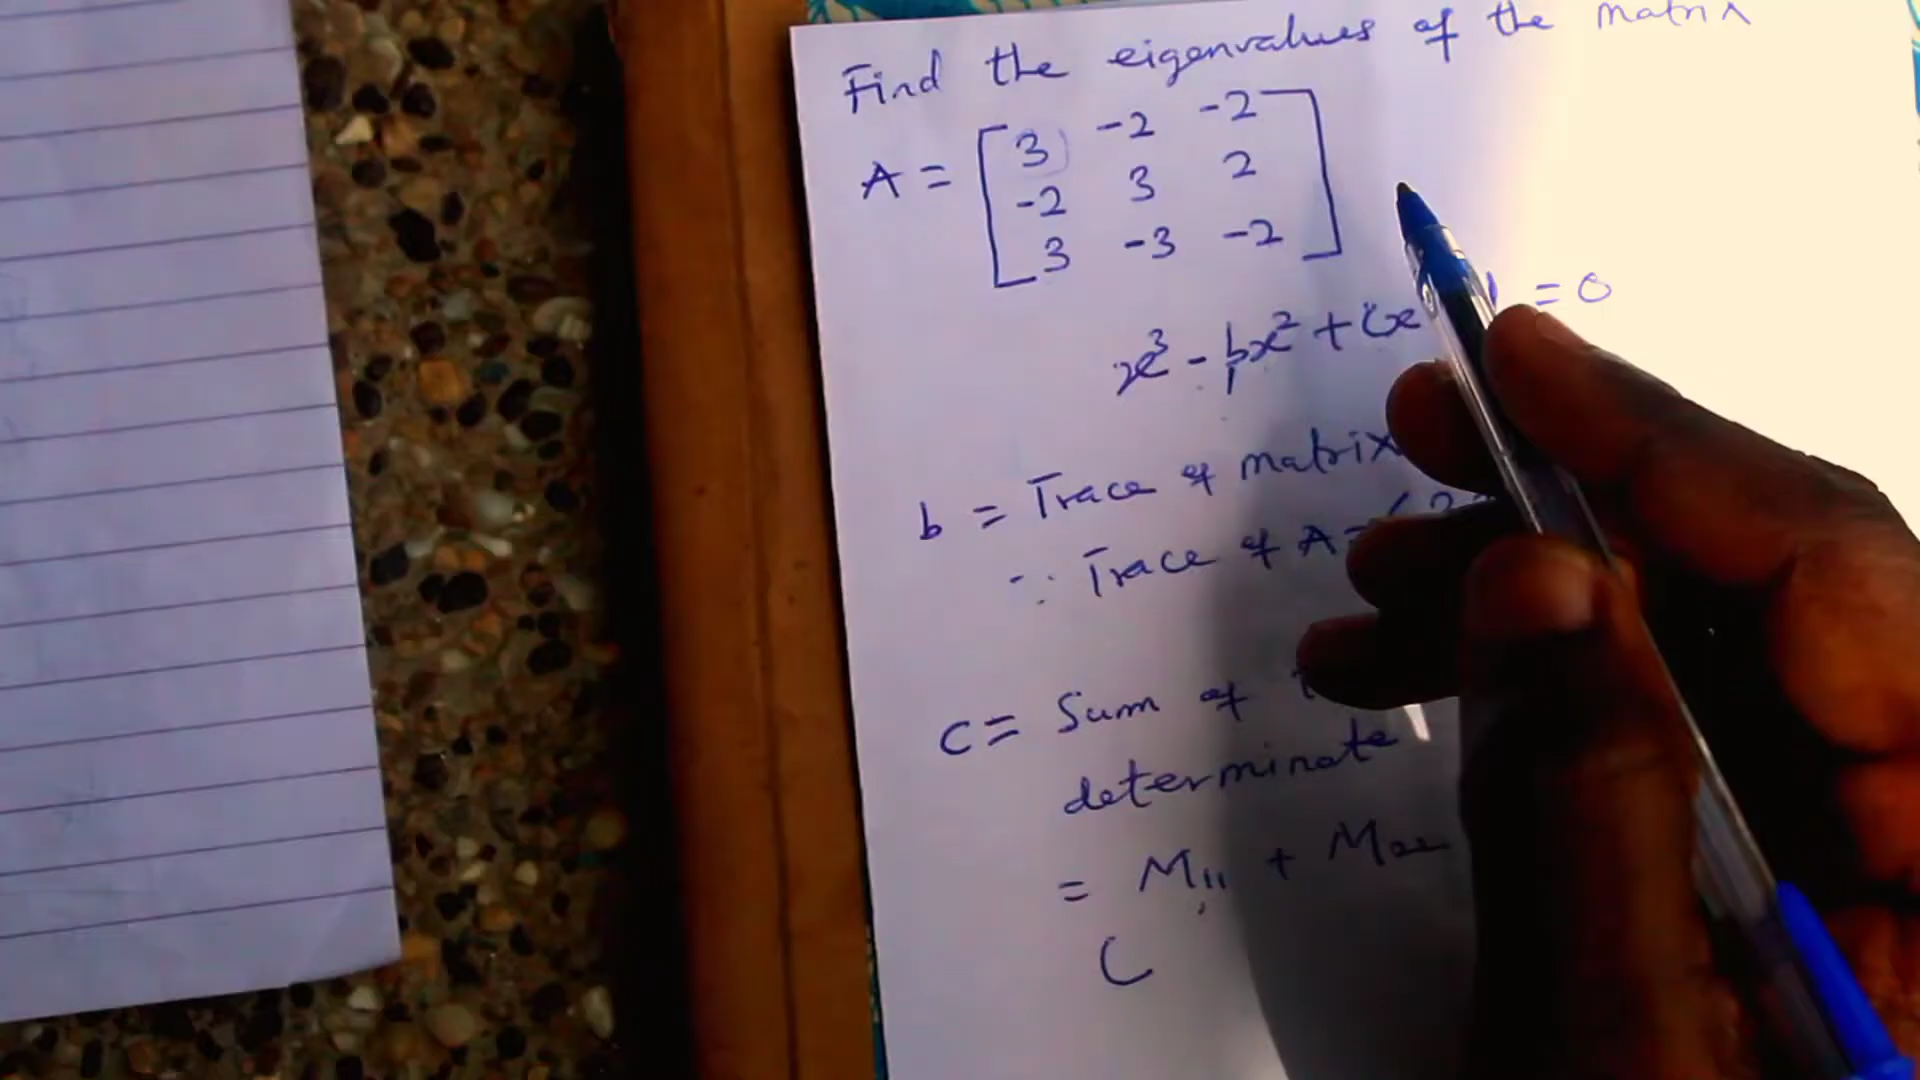 Find the eigenvalues of the matrix
A = [ 3 -2 -2
-2 3 2
3 -3 -2 ]
x³ - bx² + cx = 0
b = Trace of matrix
∴ Trace of A =
C = Sum of
determinate
= M₁₁ + M₂₂
C